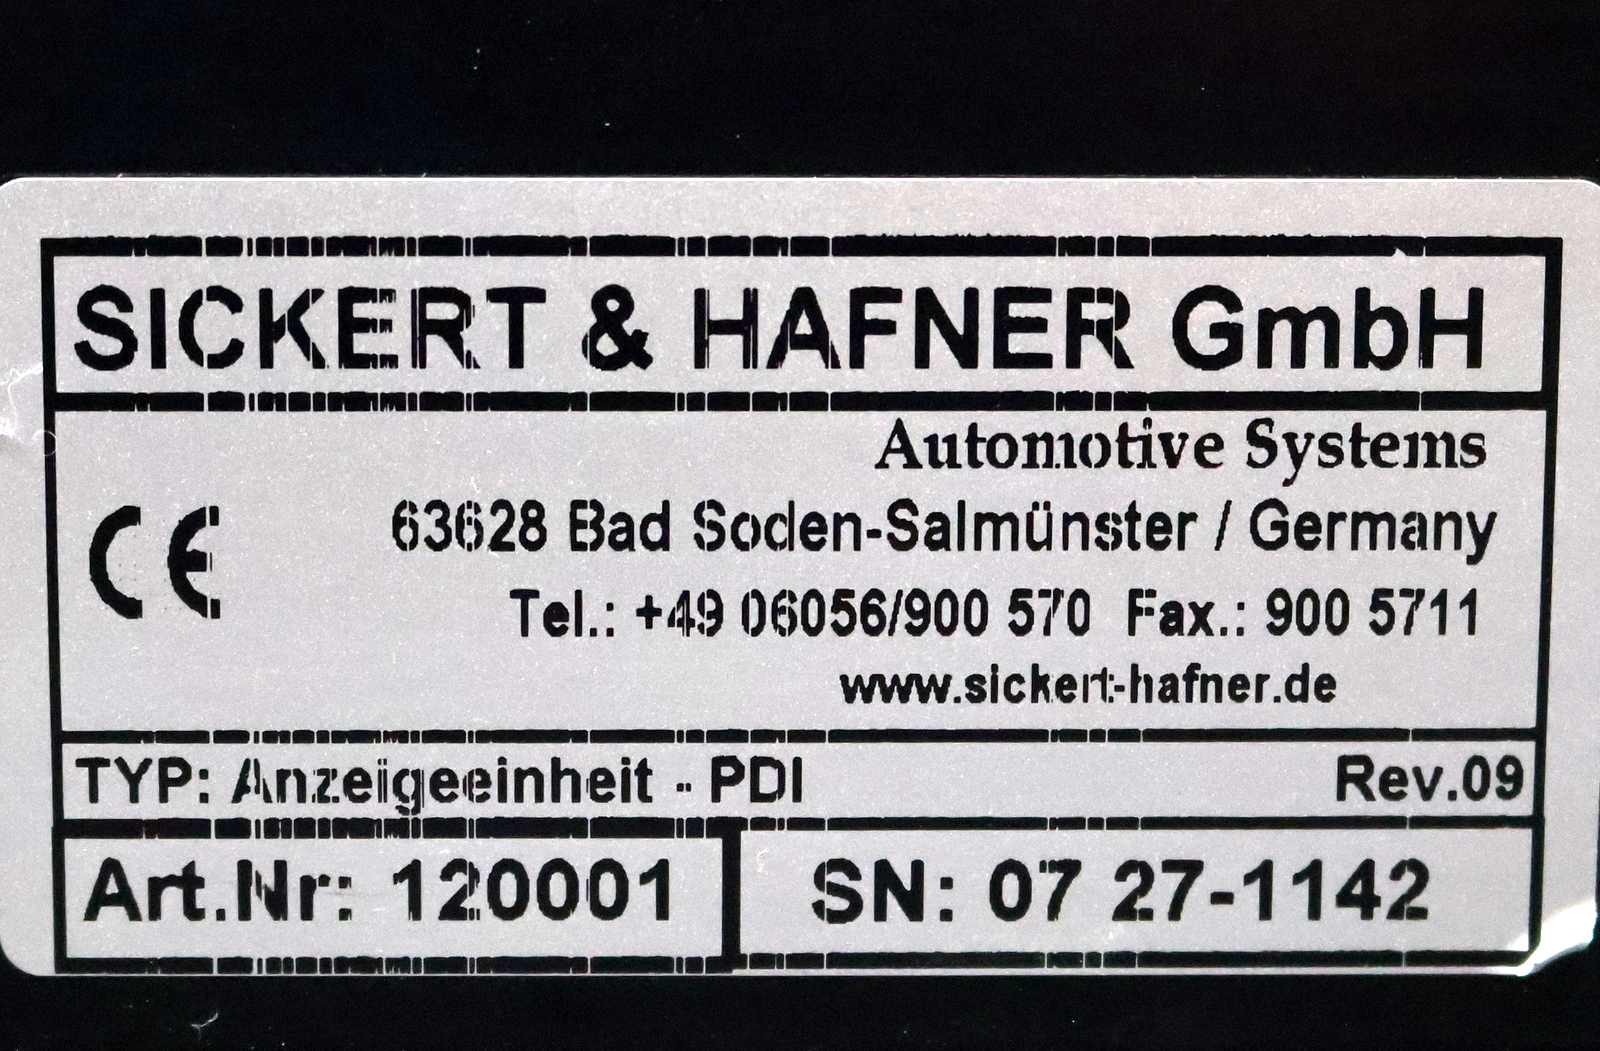 SICKERT & HAFNER GmbH
Automotive Systems
CE
63628 Bad Soden-Salmünster / Germany
Tel.: +49 06056/900 570 Fax.: 900 5711
www.sickert-hafner.de
TYP: Anzeigeeinheit - PDI Rev.09
Art.Nr: 120001 SN: 07 27-1142